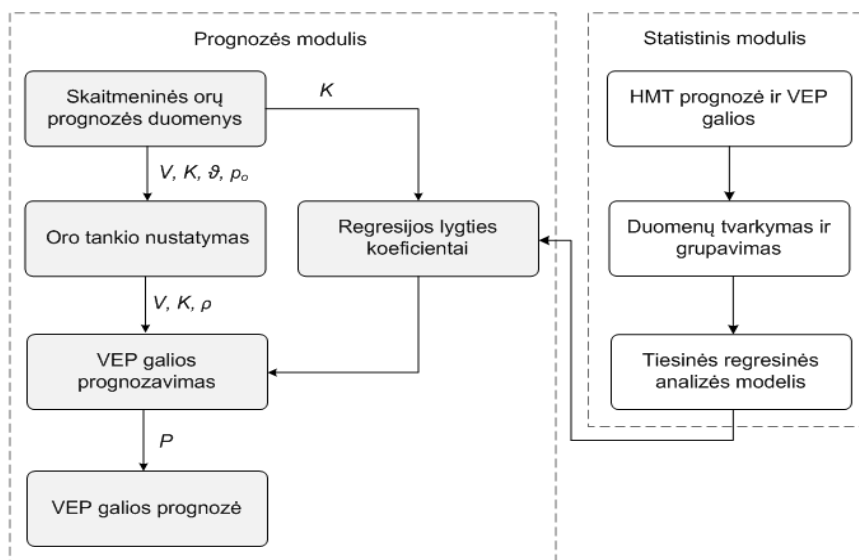 Prognozės modulis
Skaitmeninės orų
prognozės duomenys
K
V, K, ϑ, pₒ
Oro tankio nustatymas
Regresijos lygties
koeficientai
V, K, ρ
VEP galios
prognozavimas
P
VEP galios prognozė
Statistinis modulis
HMT prognozė ir VEP
galios
Duomenų tvarkymas ir
grupavimas
Tiesinės regresinės
analizės modelis